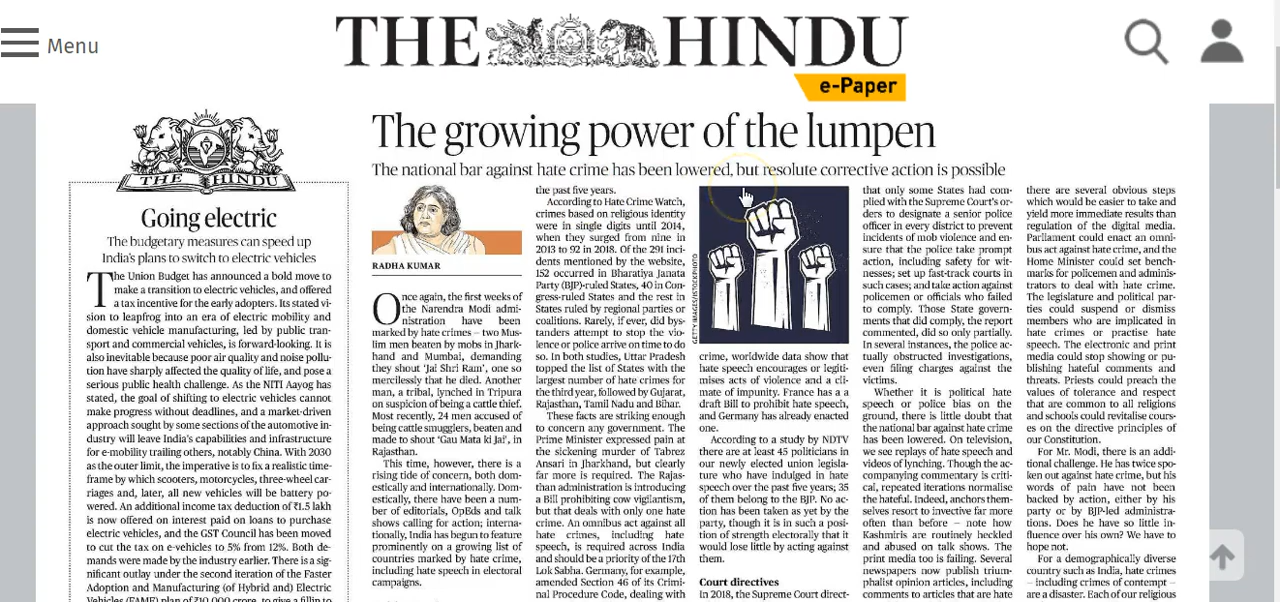 Menu
THE HINDU
e-Paper
THE HINDU
Going electric
The budgetary measures can speed up
India's plans to switch to electric vehicles
The Union Budget has announced a bold move to
make a transition to electric vehicles, and offered
a tax incentive for the early adopters. Its stated vi-
sion to leapfrog into an era of electric mobility and
domestic vehicle manufacturing, led by public tran-
sport and commercial vehicles, is forward-looking. It is
also inevitable because poor air quality and noise pollu-
tion have sharply affected the quality of life, and pose a
serious public health challenge. As the NITI Aayog has
stated, the goal of shifting to electric vehicles cannot
make progress without deadlines, and a market-driven
approach sought by some sections of the automotive in-
dustry will leave India's capabilities and infrastructure
for e-mobility trailing others, notably China. With 2030
as the outer limit, the imperative is to fix a realistic time-
frame by which scooters, motorcycles, three-wheel car-
riages and, later, all new vehicles will be battery po-
wered. An additional income tax deduction of ₹1.5 lakh
is now offered on interest paid on loans to purchase
electric vehicles, and the GST Council has been moved
to cut the tax on e-vehicles to 5% from 12%. Both de-
mands were made by the industry earlier. There is a sig-
nificant outlay under the second iteration of the Faster
Adoption and Manufacturing (of Hybrid and) Electric
Vehicles (FAME) plan of ₹10,000 crore, to give a fillip to
The growing power of the lumpen
The national bar against hate crime has been lowered, but resolute corrective action is possible
RADHA KUMAR
Once again, the first weeks of
the Narendra Modi admi-
nistration have been
marked by hate crimes – two Mus-
lim men beaten by mobs in Jhark-
hand and Mumbai, demanding
they shout 'Jai Shri Ram', one so
mercilessly that he died. Another
man, a tribal, lynched in Tripura
on suspicion of being a cattle thief.
Most recently, 24 men accused of
being cattle smugglers, beaten and
made to shout 'Gau Mata ki Jai', in
Rajasthan.
This time, however, there is a
rising tide of concern, both dom-
estically and internationally. Dom-
estically, there have been a num-
ber of editorials, OpEds and talk
shows calling for action; interna-
tionally, India has begun to feature
prominently on a growing list of
countries marked by hate crime,
including hate speech in electoral
campaigns.
the past five years.
According to Hate Crime Watch,
crimes based on religious identity
were in single digits until 2014,
when they surged from nine in
2013 to 92 in 2018. Of the 291 inci-
dents mentioned by the website,
152 occurred in Bharatiya Janata
Party (BJP)-ruled States, 40 in Con-
gress-ruled States and the rest in
States ruled by regional parties or
coalitions. Rarely, if ever, did bys-
tanders attempt to stop the vio-
lence or police arrive on time to do
so. In both studies, Uttar Pradesh
topped the list of States with the
largest number of hate crimes for
the third year, followed by Gujarat,
Rajasthan, Tamil Nadu and Bihar.
These facts are striking enough
to concern any government. The
Prime Minister expressed pain at
the sickening murder of Tabrez
Ansari in Jharkhand, but clearly
far more is required. The Rajas-
than administration is introducing
a Bill prohibiting cow vigilantism,
but that deals with only one hate
crime. An omnibus act against all
hate crimes, including hate
speech, is required across India
and should be a priority of the 17th
Lok Sabha. Germany, for example,
amended Section 46 of its Crimi-
nal Procedure Code, dealing with
GETTY IMAGES/ISTOCKPHOTO
crime, worldwide data show that
hate speech encourages or legiti-
mises acts of violence and a cli-
mate of impunity. France has a a
draft Bill to prohibit hate speech,
and Germany has already enacted
one.
According to a study by NDTV
there are at least 45 politicians in
our newly elected union legisla-
ture who have indulged in hate
speech over the past five years; 35
of them belong to the BJP. No ac-
tion has been taken as yet by the
party, though it is in such a posi-
tion of strength electorally that it
would lose little by acting against
them.
Court directives
In 2018, the Supreme Court direct-
that only some States had com-
plied with the Supreme Court's or-
ders to designate a senior police
officer in every district to prevent
incidents of mob violence and en-
sure that the police take prompt
action, including safety for wit-
nesses; set up fast-track courts in
such cases; and take action against
policemen or officials who failed
to comply. Those State govern-
ments that did comply, the report
commented, did so only partially.
In several instances, the police ac-
tually obstructed investigations,
even filing charges against the
victims.
Whether it is political hate
speech or police bias on the
ground, there is little doubt that
the national bar against hate crime
has been lowered. On television,
we see replays of hate speech and
videos of lynching. Though the ac-
companying commentary is criti-
cal, repeated iterations normalise
the hateful. Indeed, anchors them-
selves resort to invective far more
often than before – note how
Kashmiris are routinely heckled
and abused on talk shows. The
print media too is failing. Several
newspapers now publish trium-
phalist opinion articles, including
comments to articles that are hate
there are several obvious steps
which would be easier to take and
yield more immediate results than
regulation of the digital media.
Parliament could enact an omni-
bus act against hate crime, and the
Home Minister could set bench-
marks for policemen and adminis-
trators to deal with hate crime.
The legislature and political par-
ties could suspend or dismiss
members who are implicated in
hate crimes or practise hate
speech. The electronic and print
media could stop showing or pu-
blishing hateful comments and
threats. Priests could preach the
values of tolerance and respect
that are common to all religions
and schools could revitalise cours-
es on the directive principles of
our Constitution.
For Mr. Modi, there is an addi-
tional challenge. He has twice spo-
ken out against hate crime, but his
words of pain have not been
backed by action, either by his
party or by BJP-led administra-
tions. Does he have so little in-
fluence over his own? We have to
hope not.
For a demographically diverse
country such as India, hate crimes
– including crimes of contempt –
are a disaster. Each of our religious